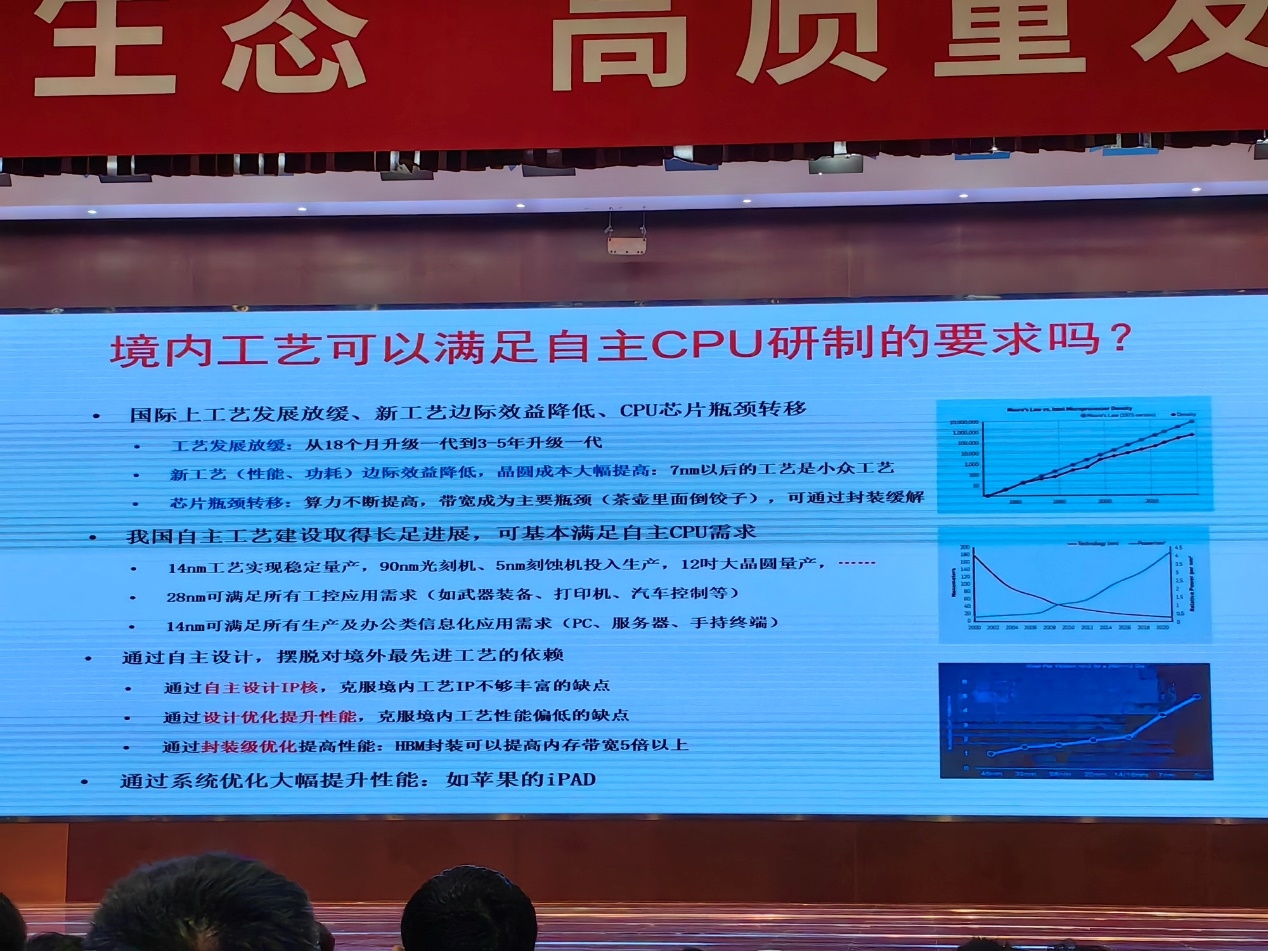 生态 高质量发
境内工艺可以满足自主CPU研制的要求吗？
• 国际上工艺发展放缓、新工艺边际效益降低、CPU芯片瓶颈转移
• 工艺发展放缓：从18个月升级一代到3-5年升级一代
• 新工艺（性能、功耗）边际效益降低，晶圆成本大幅提高：7nm以后的工艺是小众工艺
• 芯片瓶颈转移：算力不断提高，带宽成为主要瓶颈（茶壶里面倒饺子），可通过封装缓解
• 我国自主工艺建设取得长足进展，可基本满足自主CPU需求
• 14nm工艺实现稳定量产，90nm光刻机、5nm刻蚀机投入生产，12吋大晶圆量产，……
• 28nm可满足所有工控应用需求（如武器装备、打印机、汽车控制等）
• 14nm可满足所有生产及办公类信息化应用需求（PC、服务器、手持终端）
• 通过自主设计，摆脱对境外最先进工艺的依赖
• 通过自主设计IP核，克服境内工艺IP不够丰富的缺点
• 通过设计优化提升性能，克服境内工艺性能偏低的缺点
• 通过封装级优化提高性能：HBM封装可以提高内存带宽5倍以上
• 通过系统优化大幅提升性能：如苹果的iPAD
Moore's Law vs. Intel Microprocessor Density
Moore's Law (1975 version) Density
10,000,000
1,000,000
100,000
10,000
1,000
Technology (nm)
200
180
160
140
120
100
80
60
40
20
0
Nanometers
4.5
4
3.5
3
2.5
2
1.5
1
0.5
0
2000 2002 2004 2006 2009 2010 2012 2014 2016 2018 2020